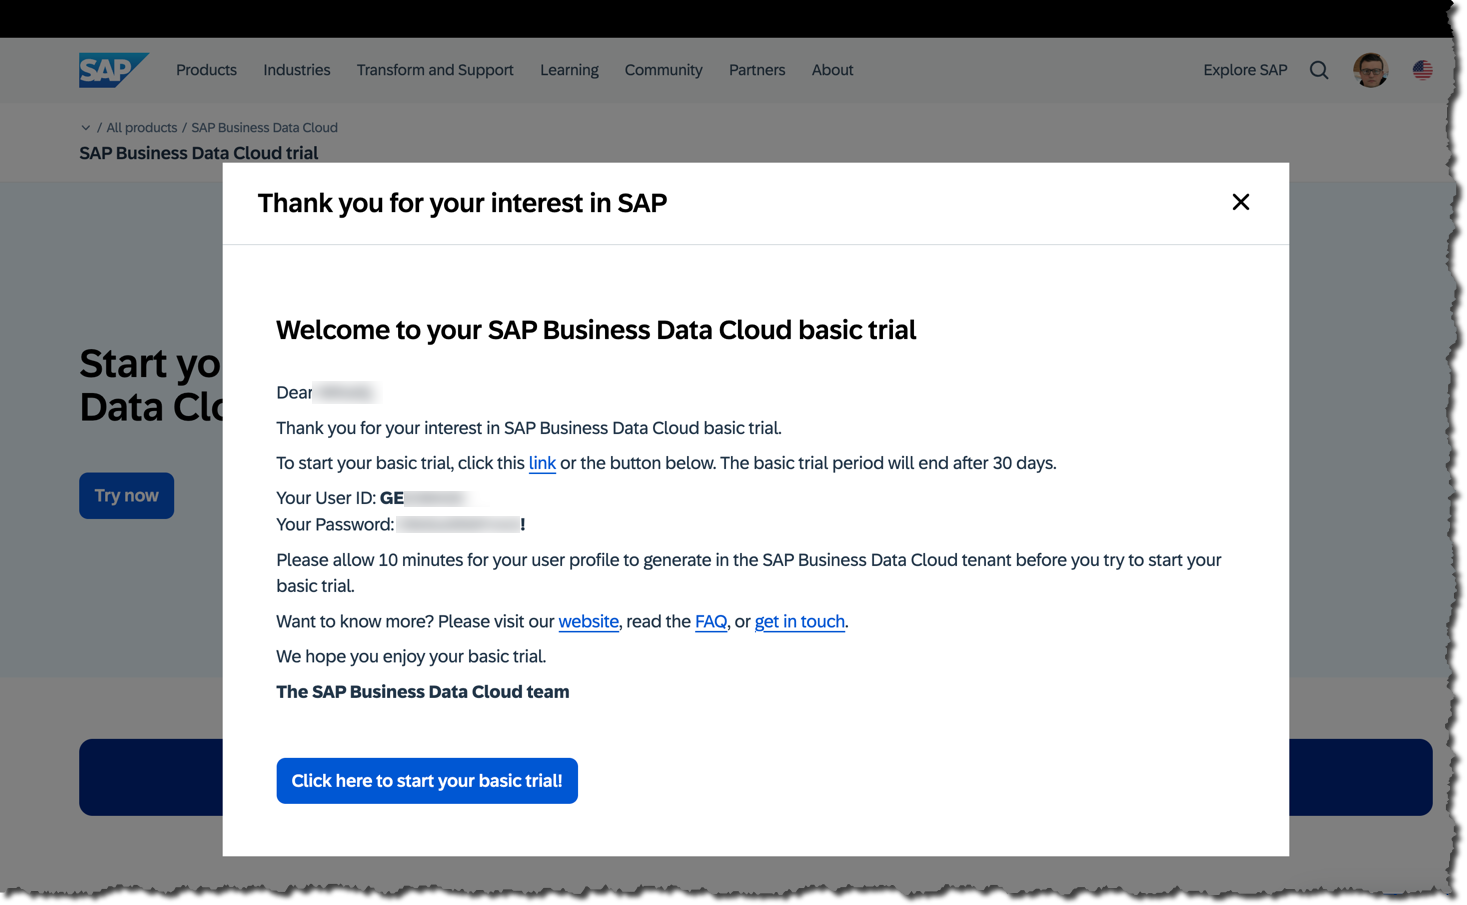 SAP
Products Industries Transform and Support Learning Community Partners About Explore SAP
/ All products / SAP Business Data Cloud
SAP Business Data Cloud trial
Thank you for your interest in SAP
Welcome to your SAP Business Data Cloud basic trial
Start yo
Data Clo
Try now
Dear
Thank you for your interest in SAP Business Data Cloud basic trial.
To start your basic trial, click this link or the button below. The basic trial period will end after 30 days.
Your User ID: GE
Your Password: !
Please allow 10 minutes for your user profile to generate in the SAP Business Data Cloud tenant before you try to start your
basic trial.
Want to know more? Please visit our website, read the FAQ, or get in touch.
We hope you enjoy your basic trial.
The SAP Business Data Cloud team
Click here to start your basic trial!